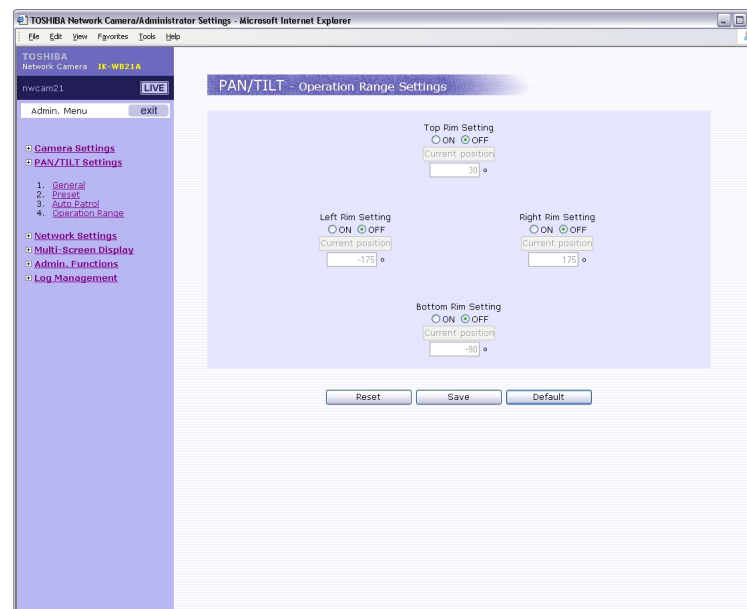 TOSHIBA Network Camera/Administrator Settings - Microsoft Internet Explorer
File Edit View Favorites Tools Help
TOSHIBA
Network Camera IK-WB21A
nwcam21 LIVE
Admin. Menu exit
Camera Settings
PAN/TILT Settings
1. General
2. Preset
3. Auto Patrol
4. Operation Range
Network Settings
Multi-Screen Display
Admin. Functions
Log Management
PAN/TILT - Operation Range Settings
Top Rim Setting
ON OFF
Current position
30 °
Left Rim Setting
ON OFF
Current position
-175 °
Right Rim Setting
ON OFF
Current position
175 °
Bottom Rim Setting
ON OFF
Current position
-90 °
Reset Save Default